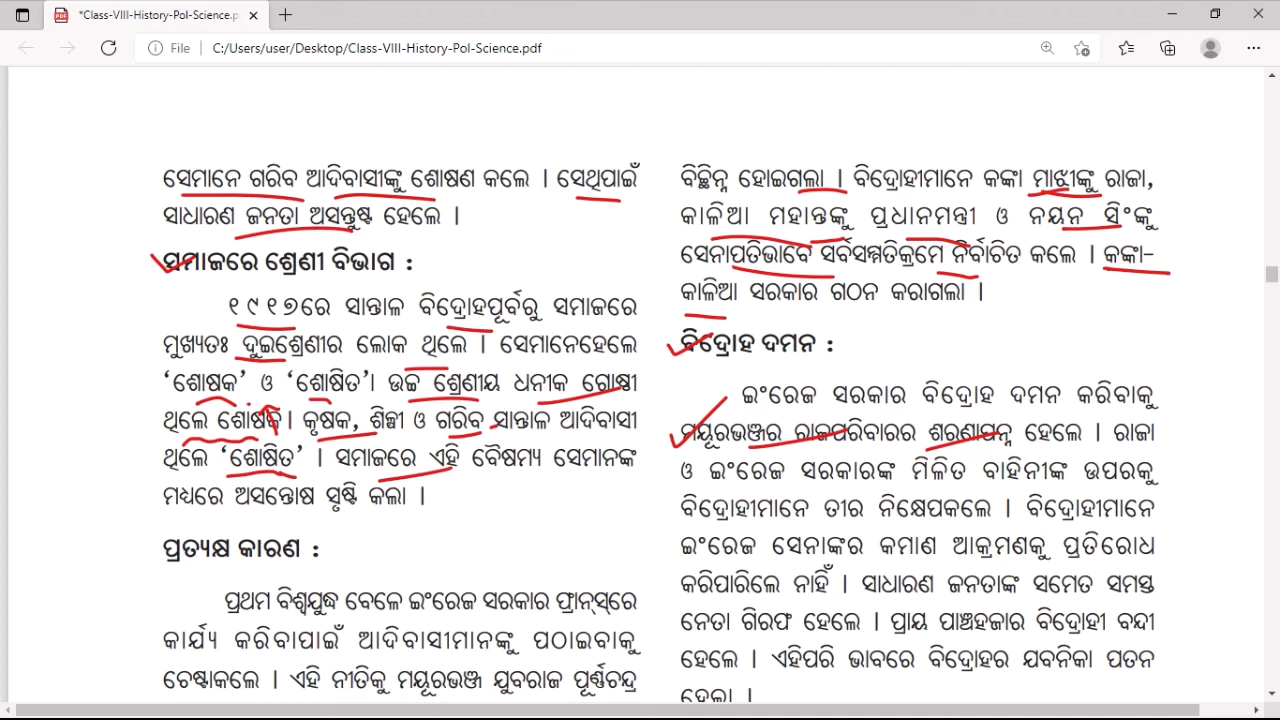 *Class-VIII-History-Pol-Science.p
File C:/Users/user/Desktop/Class-VIII-History-Pol-Science.pdf
ସେମାନେ ଗରିବ ଆଦିବାସୀଙ୍କୁ ଶୋଷଣ କଲେ । ସେଥିପାଇଁ
ସାଧାରଣ ଜନତା ଅସନ୍ତୁଷ୍ଟ ହେଲେ ।
ସମାଜରେ ଶ୍ରେଣୀ ବିଭାଗ :
୧୯୧୭ରେ ସାନ୍ତାଳ ବିଦ୍ରୋହପୂର୍ବରୁ ସମାଜରେ
ମୁଖ୍ୟତଃ ଦୁଇଶ୍ରେଣୀର ଲୋକ ଥିଲେ । ସେମାନେହେଲେ
‘ଶୋଷକ’ ଓ ‘ଶୋଷିତ’। ଉଚ୍ଚ ଶ୍ରେଣୀୟ ଧନୀକ ଗୋଷ୍ଠୀ
ଥିଲେ ଶୋଷକ। କୃଷକ, ଶିଳ୍ପୀ ଓ ଗରିବ ସାନ୍ତାଳ ଆଦିବାସୀ
ଥିଲେ ‘ଶୋଷିତ’ । ସମାଜରେ ଏହି ବୈଷମ୍ୟ ସେମାନଙ୍କ
ମଧ୍ୟରେ ଅସନ୍ତୋଷ ସୃଷ୍ଟି କଲା ।
ପ୍ରତ୍ୟକ୍ଷ କାରଣ :
ପ୍ରଥମ ବିଶ୍ୱଯୁଦ୍ଧ ବେଳେ ଇଂରେଜ ସରକାର ଫ୍ରାନ୍ସ୍‌ରେ
କାର୍ଯ୍ୟ କରିବାପାଇଁ ଆଦିବାସୀମାନଙ୍କୁ ପଠାଇବାକୁ
ଚେଷ୍ଟାକଲେ । ଏହି ନୀତିକୁ ମୟୂରଭଞ୍ଜ ଯୁବରାଜ ପୂର୍ଣ୍ଣଚନ୍ଦ୍ର
ବିଚ୍ଛିନ୍ନ ହୋଇଗଲା । ବିଦ୍ରୋହୀମାନେ କଙ୍କା ମାଝୀଙ୍କୁ ରାଜା,
କାଳିଆ ମହାନ୍ତଙ୍କୁ ପ୍ରଧାନମନ୍ତ୍ରୀ ଓ ନୟନ ସିଂଙ୍କୁ
ସେନାପତିଭାବେ ସର୍ବସମ୍ମତିକ୍ରମେ ନିର୍ବାଚିତ କଲେ । କଙ୍କା-
କାଳିଆ ସରକାର ଗଠନ କରାଗଲା ।
ବିଦ୍ରୋହ ଦମନ :
ଇଂରେଜ ସରକାର ବିଦ୍ରୋହ ଦମନ କରିବାକୁ
ମୟୂରଭଞ୍ଜର ରାଜପରିବାରର ଶରଣାପନ୍ନ ହେଲେ । ରାଜା
ଓ ଇଂରେଜ ସରକାରଙ୍କ ମିଳିତ ବାହିନୀଙ୍କ ଉପରକୁ
ବିଦ୍ରୋହୀମାନେ ତୀର ନିକ୍ଷେପକଲେ । ବିଦ୍ରୋହୀମାନେ
ଇଂରେଜ ସେନାଙ୍କର କମାଣ ଆକ୍ରମଣକୁ ପ୍ରତିରୋଧ
କରିପାରିଲେ ନାହିଁ । ସାଧାରଣ ଜନତାଙ୍କ ସମେତ ସମସ୍ତ
ନେତା ଗିରଫ ହେଲେ । ପ୍ରାୟ ପାଞ୍ଚହଜାର ବିଦ୍ରୋହୀ ବନ୍ଦୀ
ହେଲେ । ଏହିପରି ଭାବରେ ବିଦ୍ରୋହର ଯବନିକା ପତନ
ହେଲା ।